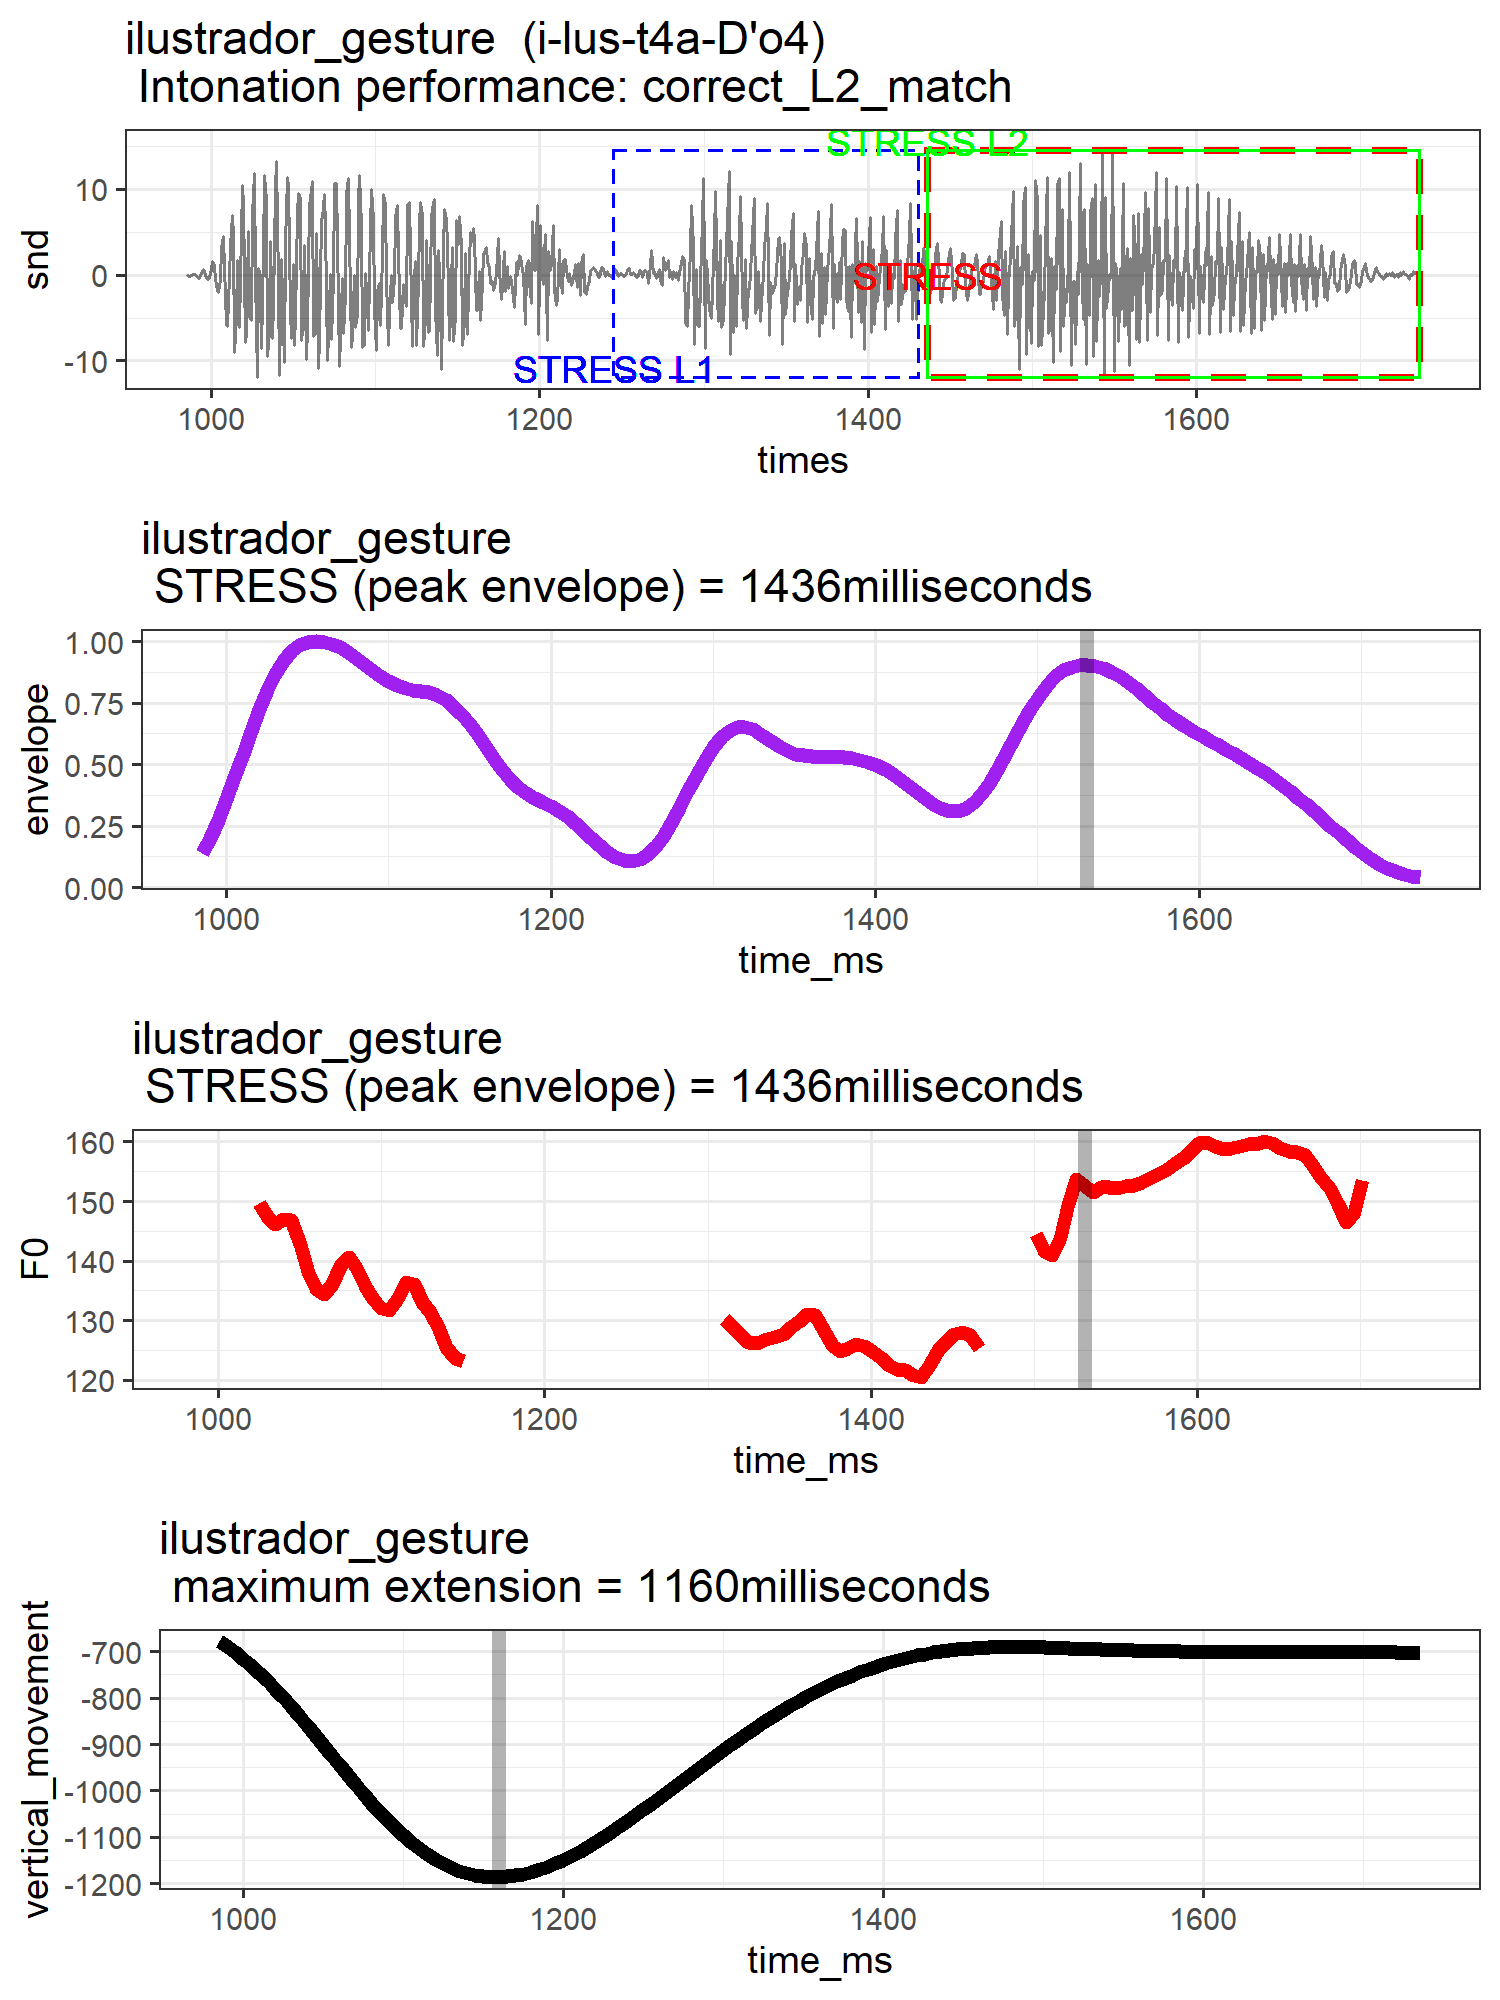 ilustrador_gesture  (i-lus-t4a-D'o4)
Intonation performance: correct_L2_match
STRESS L2
10
snd
0
STRESS
-10
STRESS L1
1000 1200 1400 1600
times
ilustrador_gesture
STRESS (peak envelope) = 1436milliseconds
1.00
0.75
envelope
0.50
0.25
0.00
1000 1200 1400 1600
time_ms
ilustrador_gesture
STRESS (peak envelope) = 1436milliseconds
160
150
F0
140
130
120
1000 1200 1400 1600
time_ms
ilustrador_gesture
maximum extension = 1160milliseconds
vertical_movement
-700
-800
-900
-1000
-1100
-1200
1000 1200 1400 1600
time_ms